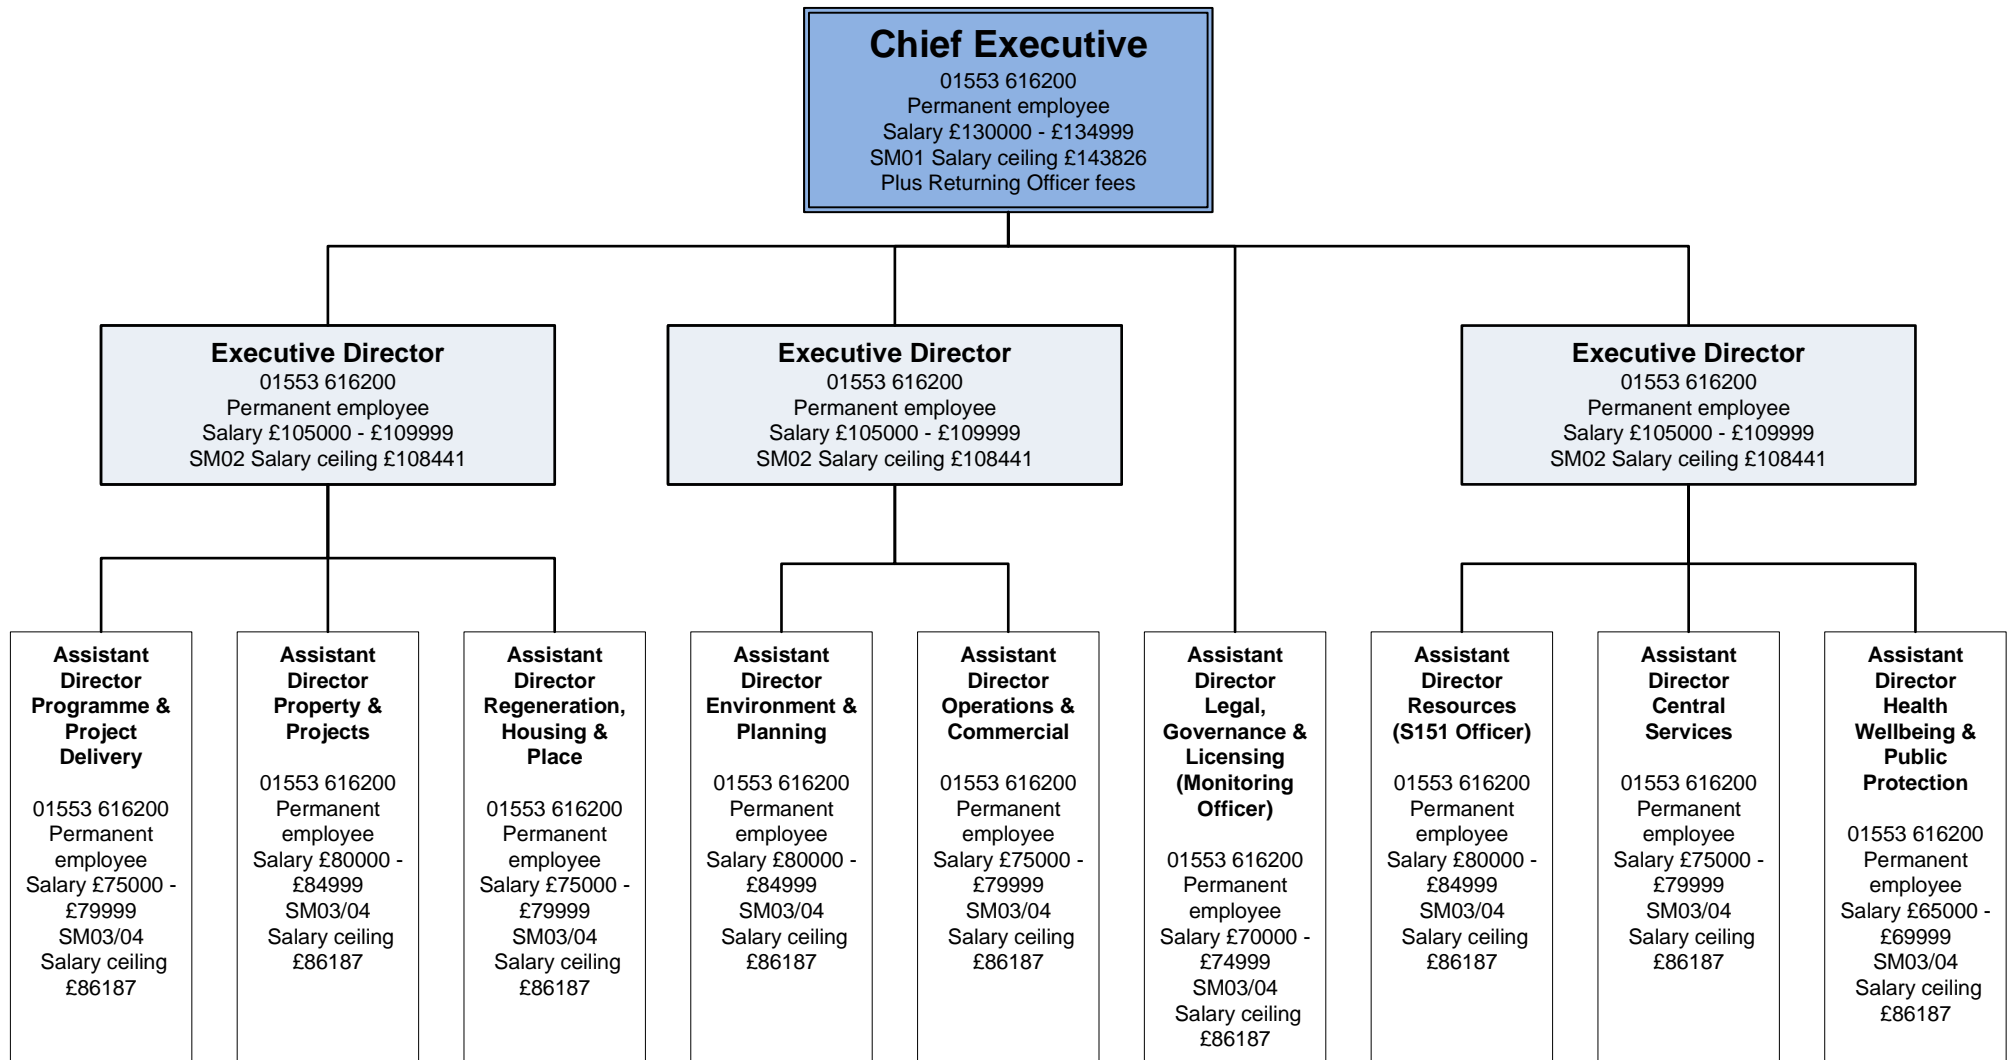 Chief Executive
01553 616200
Permanent employee
Salary £130000 - £134999
SM01 Salary ceiling £143826
Plus Returning Officer fees
Executive Director
01553 616200
Permanent employee
Salary £105000 - £109999
SM02 Salary ceiling £108441
Executive Director
01553 616200
Permanent employee
Salary £105000 - £109999
SM02 Salary ceiling £108441
Executive Director
01553 616200
Permanent employee
Salary £105000 - £109999
SM02 Salary ceiling £108441
Assistant
Director
Programme &
Project
Delivery
01553 616200
Permanent
employee
Salary £75000 -
£79999
SM03/04
Salary ceiling
£86187
Assistant
Director
Property &
Projects
01553 616200
Permanent
employee
Salary £80000 -
£84999
SM03/04
Salary ceiling
£86187
Assistant
Director
Regeneration,
Housing &
Place
01553 616200
Permanent
employee
Salary £75000 -
£79999
SM03/04
Salary ceiling
£86187
Assistant
Director
Environment &
Planning
01553 616200
Permanent
employee
Salary £80000 -
£84999
SM03/04
Salary ceiling
£86187
Assistant
Director
Operations &
Commercial
01553 616200
Permanent
employee
Salary £75000 -
£79999
SM03/04
Salary ceiling
£86187
Assistant
Director
Legal,
Governance &
Licensing
(Monitoring
Officer)
01553 616200
Permanent
employee
Salary £70000 -
£74999
SM03/04
Salary ceiling
£86187
Assistant
Director
Resources
(S151 Officer)
01553 616200
Permanent
employee
Salary £80000 -
£84999
SM03/04
Salary ceiling
£86187
Assistant
Director
Central
Services
01553 616200
Permanent
employee
Salary £75000 -
£79999
SM03/04
Salary ceiling
£86187
Assistant
Director
Health
Wellbeing &
Public
Protection
01553 616200
Permanent
employee
Salary £65000 -
£69999
SM03/04
Salary ceiling
£86187